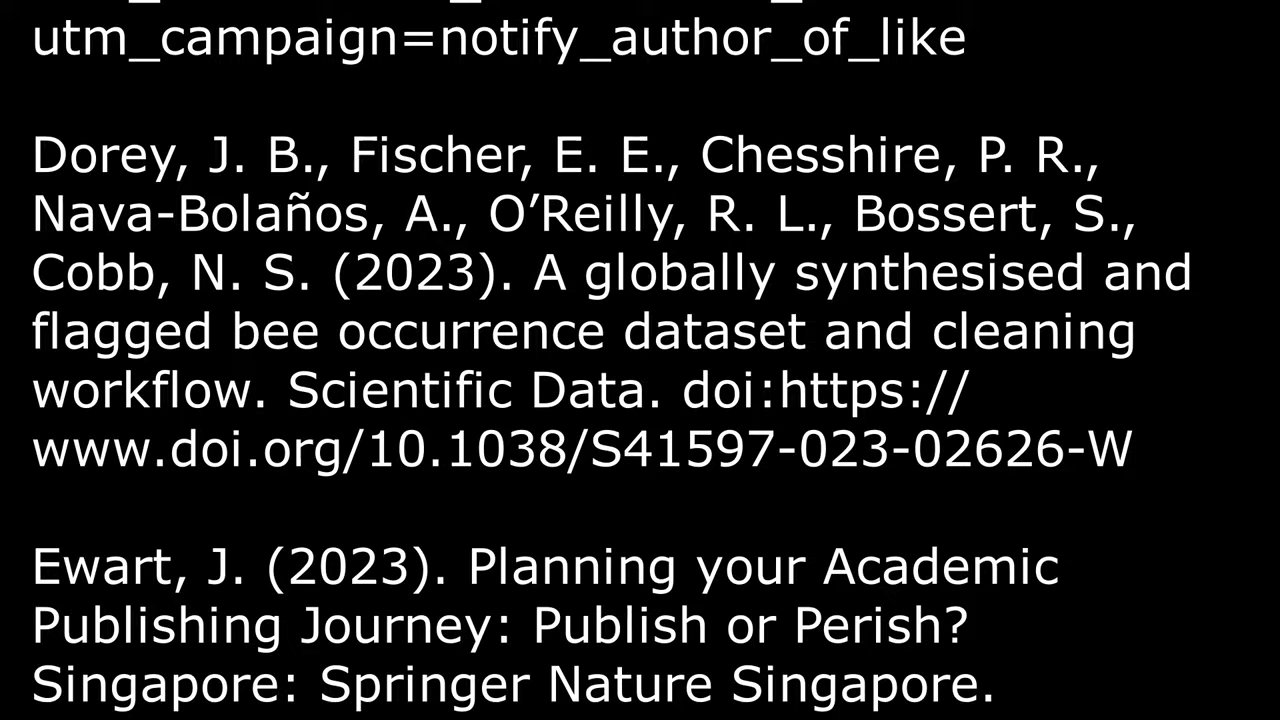 utm_campaign=notify_author_of_like
Dorey, J. B., Fischer, E. E., Chesshire, P. R.,
Nava-Bolaños, A., O’Reilly, R. L., Bossert, S.,
Cobb, N. S. (2023). A globally synthesised and
flagged bee occurrence dataset and cleaning
workflow. Scientific Data. doi:https://
www.doi.org/10.1038/S41597-023-02626-W
Ewart, J. (2023). Planning your Academic
Publishing Journey: Publish or Perish?
Singapore: Springer Nature Singapore.